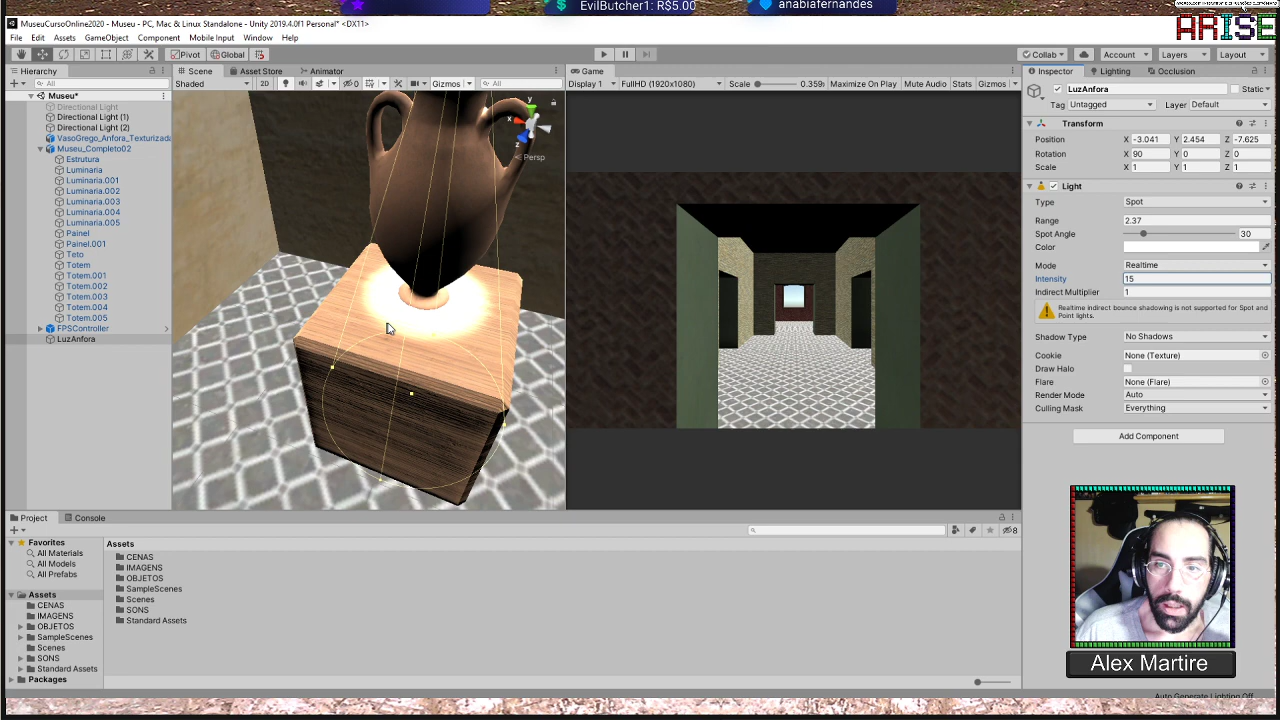 EvilButcher1: R$5.00
anabiafernandes
ARISE
MuseuCursoOnline2020 - Museu - PC, Mac & Linux Standalone - Unity 2019.4.0f1 Personal* <DX11>
File Edit Assets GameObject Component Mobile Input Window Help
Pivot Global Collab Account Layers Layout
Hierarchy
All
Museu*
Directional Light
Directional Light (1)
Directional Light (2)
VasoGrego_Anfora_Texturizada
Museu_Completo02
Estrutura
Luminaria
Luminaria.001
Luminaria.002
Luminaria.003
Luminaria.004
Luminaria.005
Painel
Painel.001
Teto
Totem
Totem.001
Totem.002
Totem.003
Totem.004
Totem.005
FPSController
LuzAnfora
Scene Asset Store Animator
Shaded 2D 0 Gizmos All
y
x
z
Persp
Game
Display 1 FullHD (1920x1080) Scale 0.359x Maximize On Play Mute Audio Stats Gizmos
Inspector Lighting Occlusion
LuzAnfora Static
Tag Untagged Layer Default
Transform
Position X -3.041 Y 2.454 Z -7.625
Rotation X 90 Y 0 Z 0
Scale X 1 Y 1 Z 1
Light
Type Spot
Range 2.37
Spot Angle 30
Color
Mode Realtime
Intensity 15
Indirect Multiplier 1
Realtime indirect bounce shadowing is not supported for Spot and
Point lights.
Shadow Type No Shadows
Cookie None (Texture)
Draw Halo
Flare None (Flare)
Render Mode Auto
Culling Mask Everything
Add Component
Project Console
8
Favorites
All Materials
All Models
All Prefabs
Assets
CENAS
IMAGENS
OBJETOS
SampleScenes
Scenes
SONS
Standard Assets
Packages
Assets
CENAS
IMAGENS
OBJETOS
SampleScenes
Scenes
SONS
Standard Assets
Alex Martire
Auto Generate Lighting Off